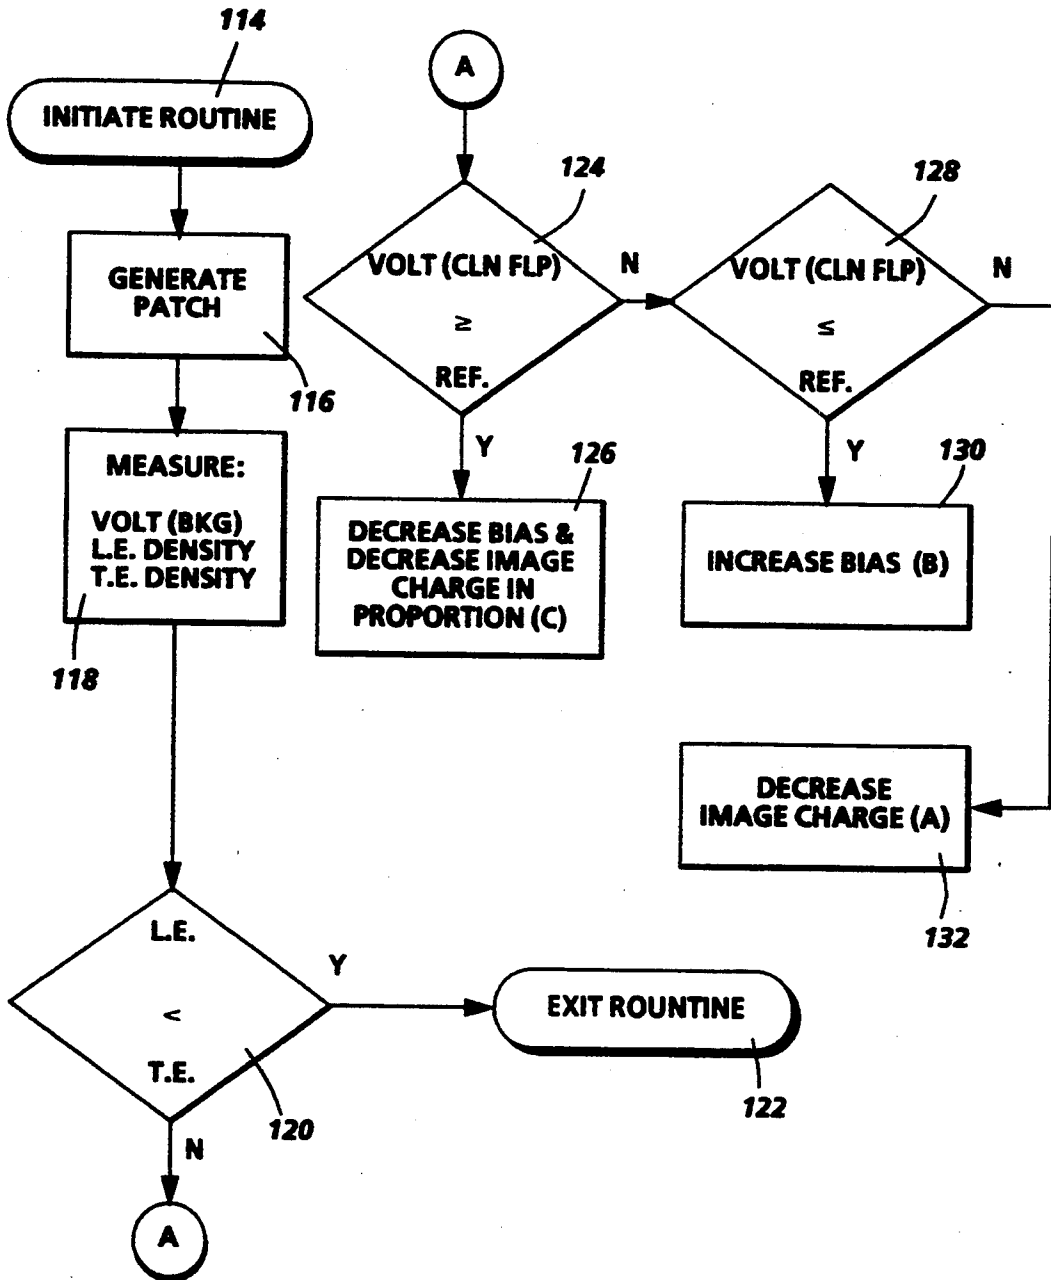 114
INITIATE ROUTINE
GENERATE
PATCH
116
MEASURE:
VOLT (BKG)
L.E. DENSITY
T.E. DENSITY
118
L.E.
<
T.E.
120
Y
EXIT ROUNTINE
122
N
A
A
124
VOLT (CLN FLP)
≥
REF.
N
Y
126
DECREASE BIAS &
DECREASE IMAGE
CHARGE IN
PROPORTION (C)
128
VOLT (CLN FLP)
≤
REF.
N
Y
130
INCREASE BIAS (B)
DECREASE
IMAGE CHARGE (A)
132